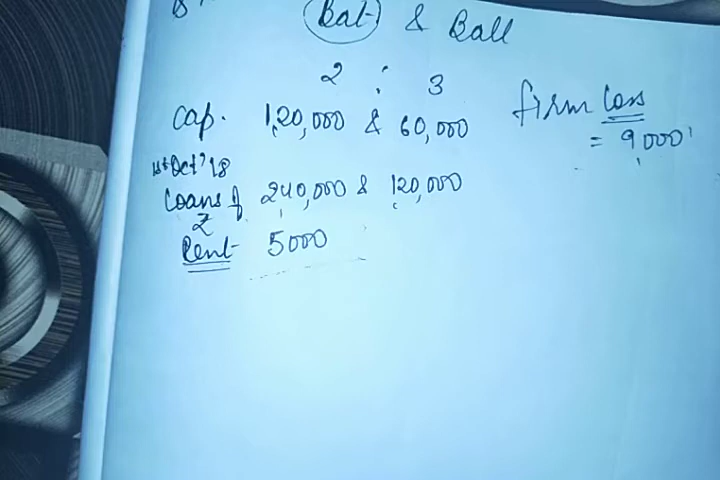 Bat & Ball
2 : 3
Cap. 1,20,000 & 60,000
firm Loss
= 9,000
1st Oct' 18
Loans of 240,000 & 120,000
₹
Rent 5000